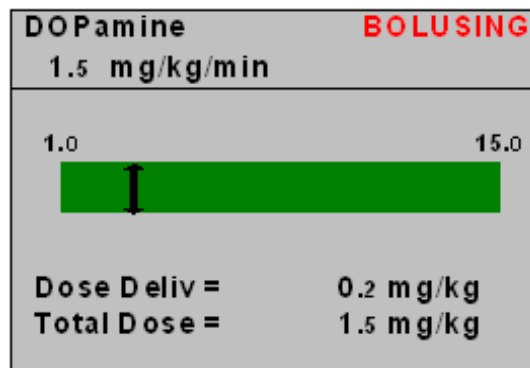 DOPamine BOLUSING
1.5 mg/kg/min
1.0 15.0
Dose Deliv = 0.2 mg/kg
Total Dose = 1.5 mg/kg